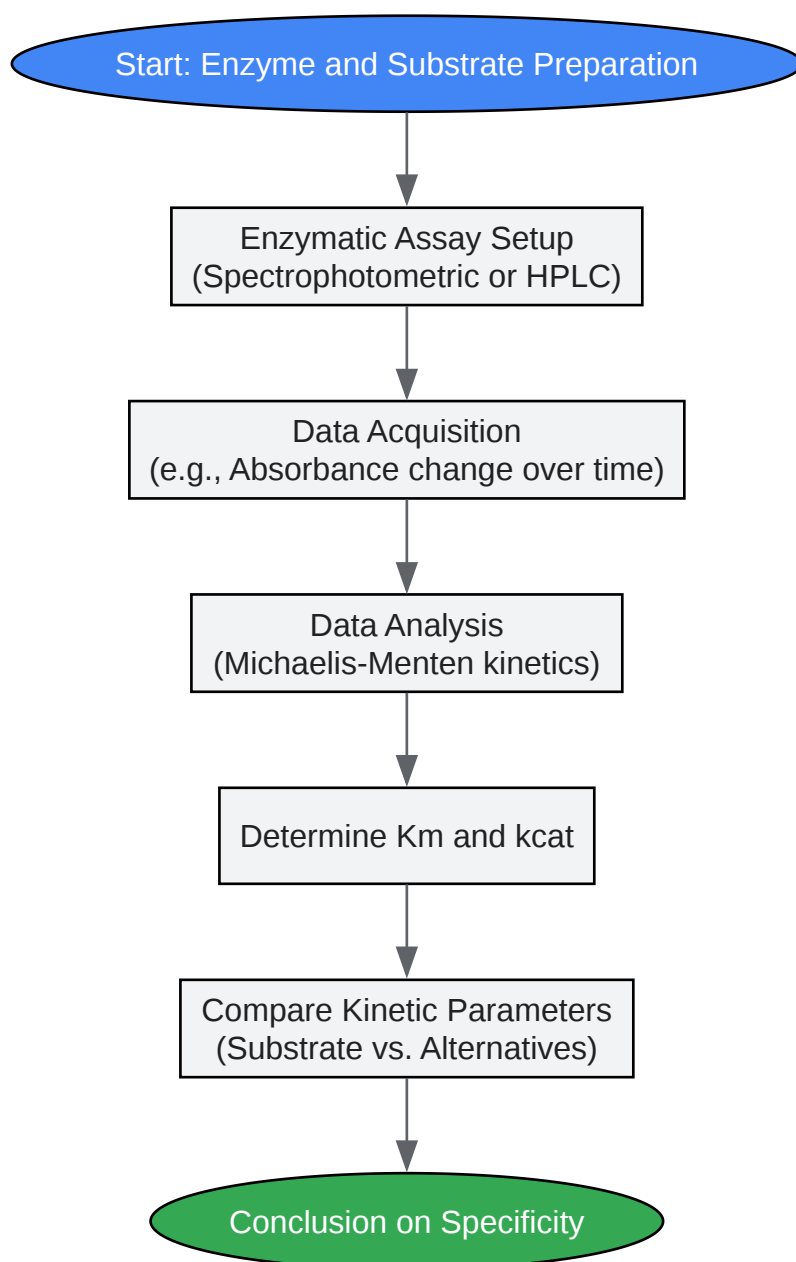 Start: Enzyme and Substrate Preparation
Enzymatic Assay Setup
(Spectrophotometric or HPLC)
Data Acquisition
(e.g., Absorbance change over time)
Data Analysis
(Michaelis-Menten kinetics)
Determine Km and kcat
Compare Kinetic Parameters
(Substrate vs. Alternatives)
Conclusion on Specificity